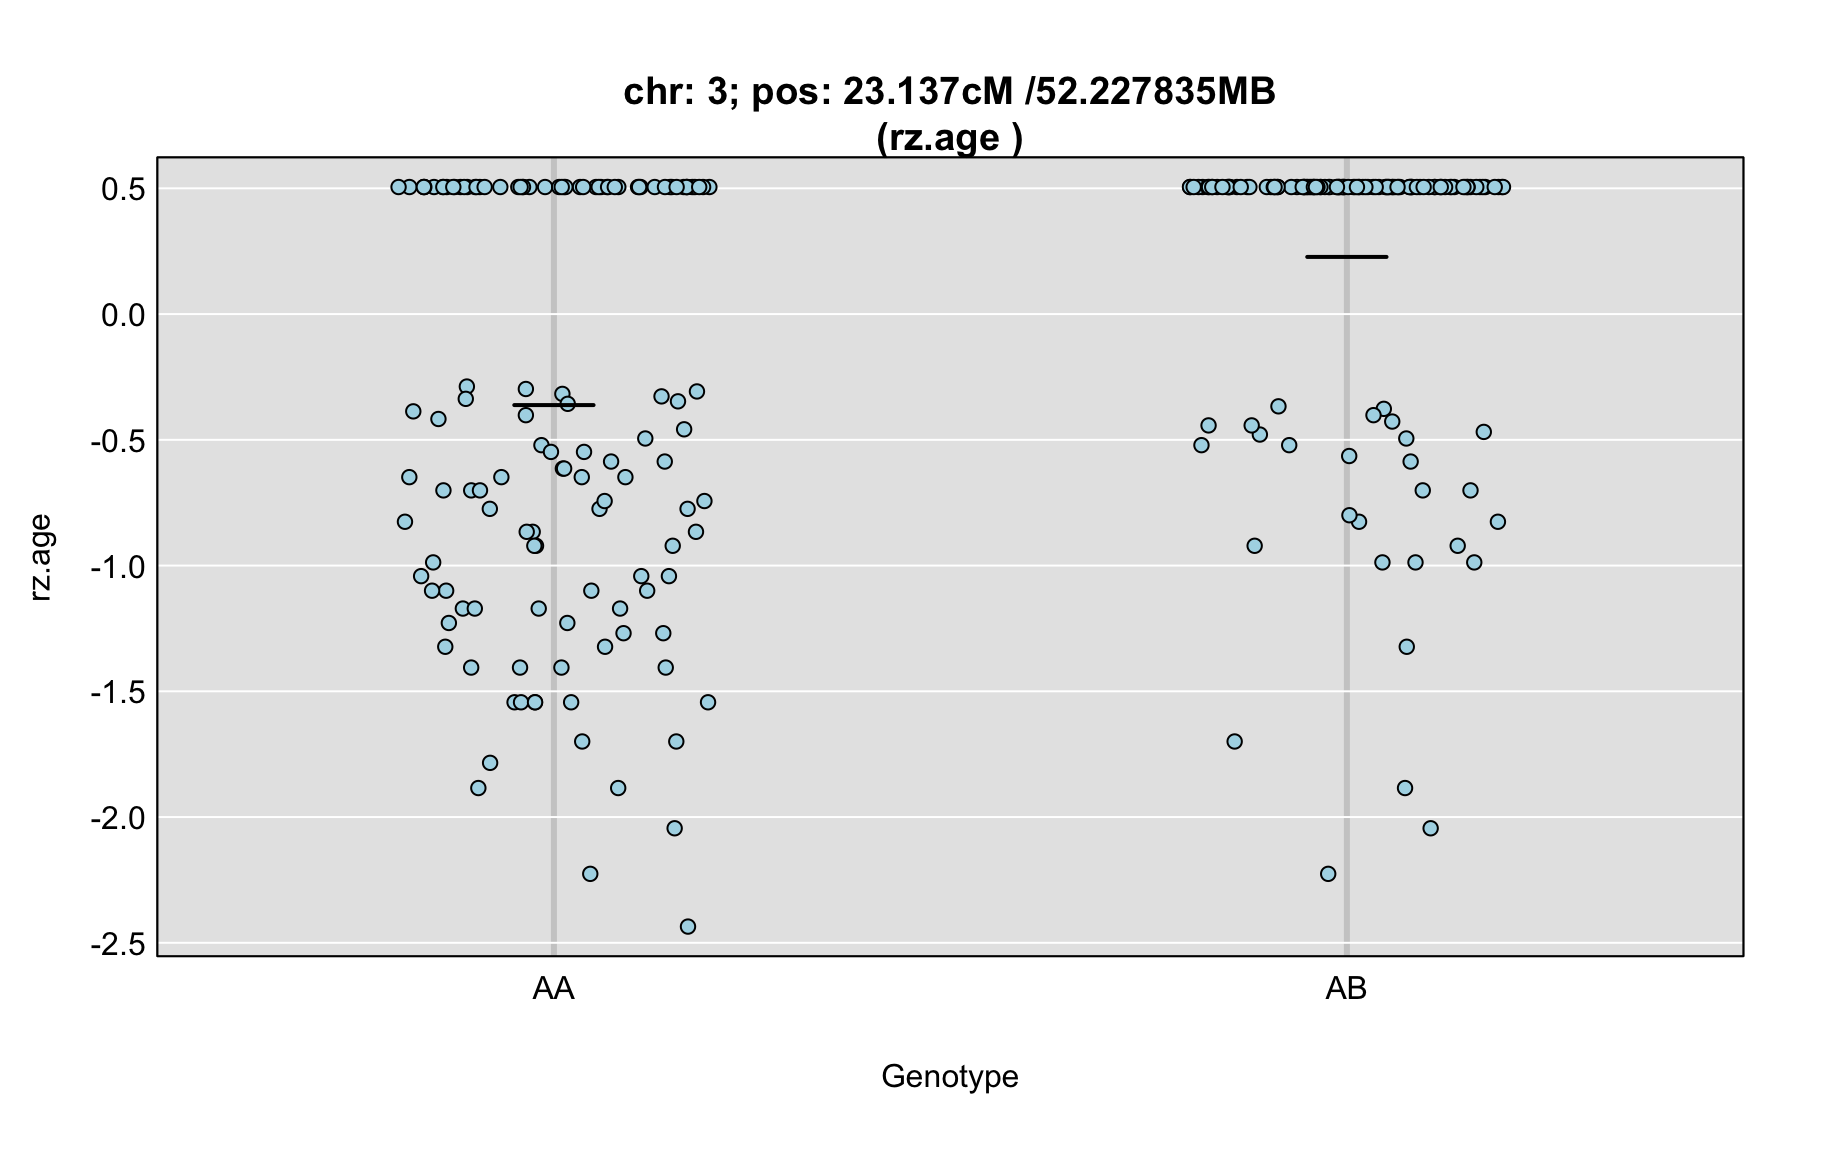 chr: 3; pos: 23.137cM /52.227835MB
(rz.age )
0.5
0.0
-0.5
-1.0
-1.5
-2.0
-2.5
rz.age
AA
AB
Genotype